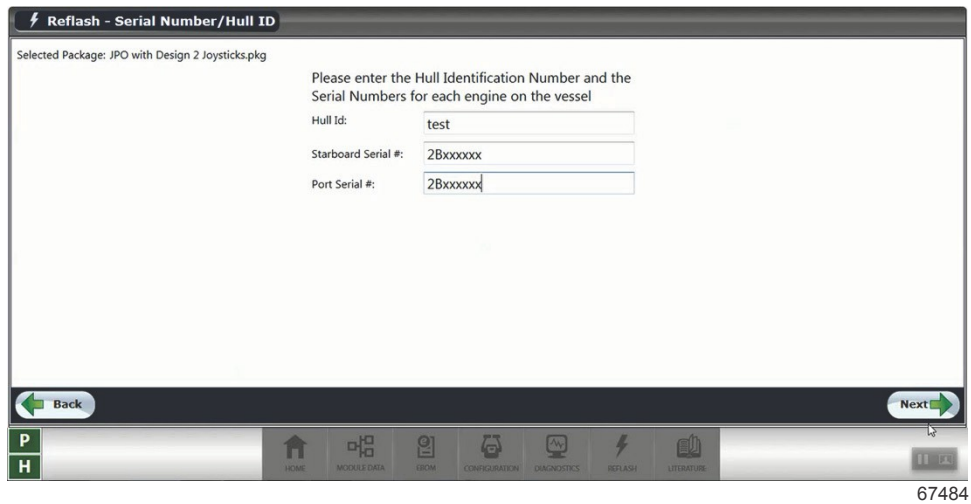 Reflash - Serial Number/Hull ID
Selected Package: JPO with Design 2 Joysticks.pkg
Please enter the Hull Identification Number and the
Serial Numbers for each engine on the vessel
Hull Id: test
Starboard Serial #: 2Bxxxxxx
Port Serial #: 2Bxxxxxx
Back Next
P
H
HOME MODULE DATA EBOM CONFIGURATION DIAGNOSTICS REFLASH LITERATURE
67484